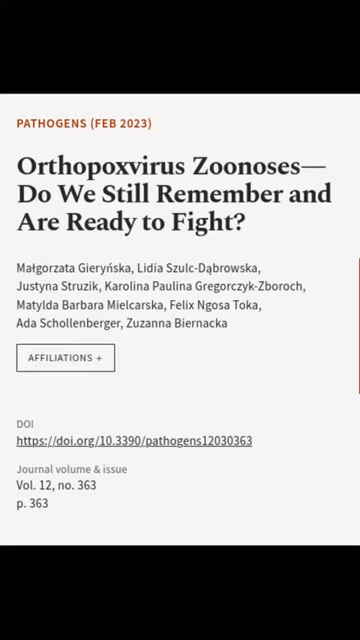 PATHOGENS (FEB 2023)
Orthopoxvirus Zoonoses—
Do We Still Remember and
Are Ready to Fight?
Małgorzata Gieryńska, Lidia Szulc-Dąbrowska,
Justyna Struzik, Karolina Paulina Gregorczyk-Zboroch,
Matylda Barbara Mielcarska, Felix Ngosa Toka,
Ada Schollenberger, Zuzanna Biernacka
AFFILIATIONS +
DOI
https://doi.org/10.3390/pathogens12030363
Journal volume & issue
Vol. 12, no. 363
p. 363